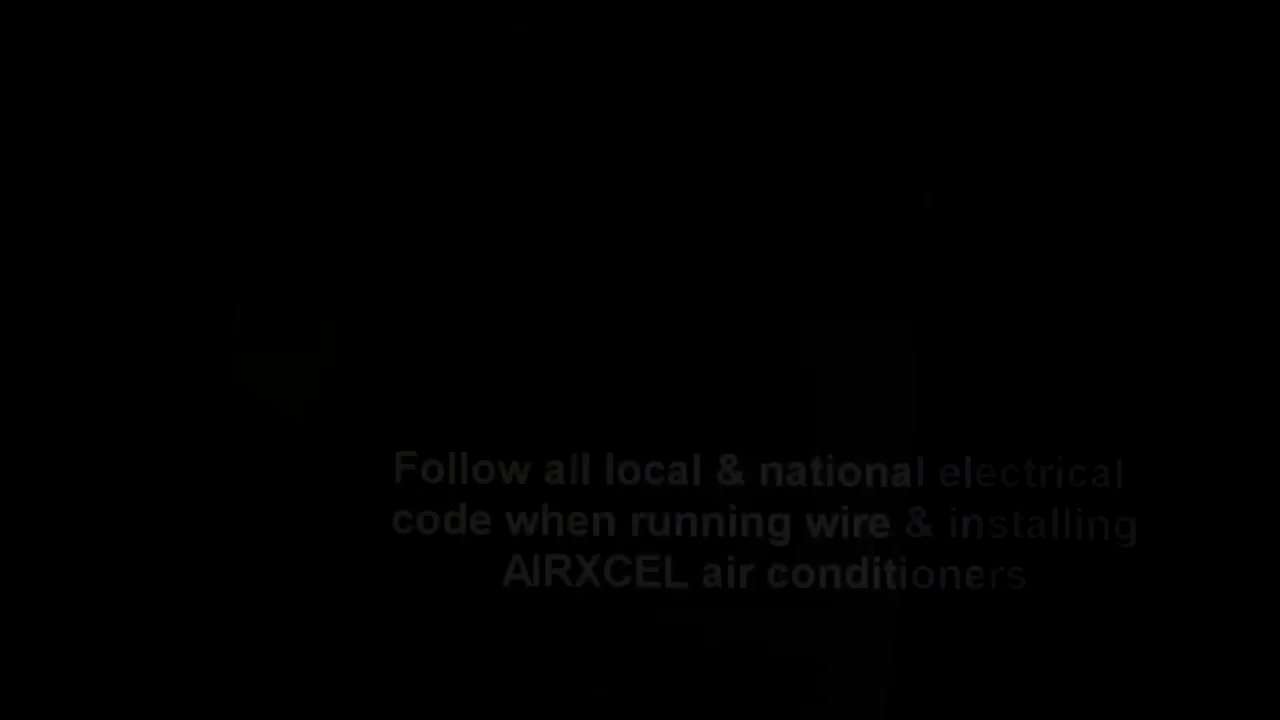 Follow all local & national electrical
code when running wire & installing
AIRXCEL air conditioners